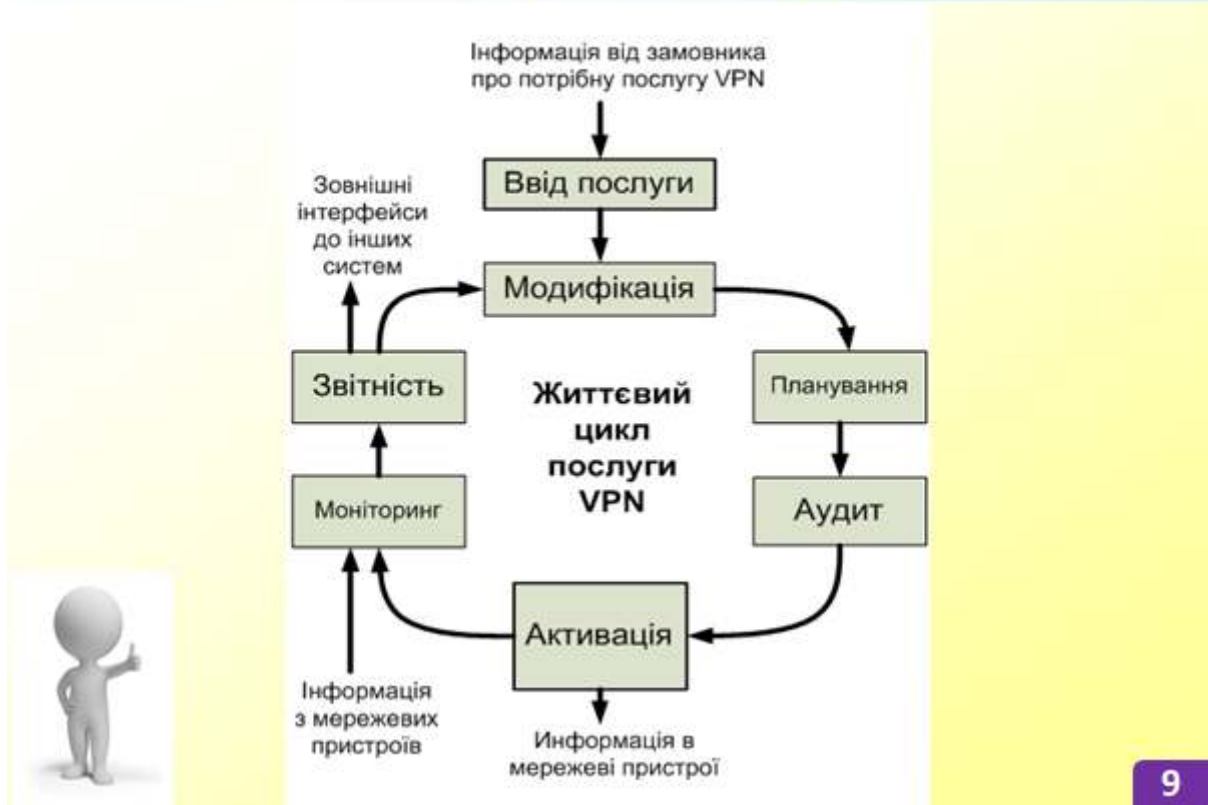 Інформація від замовника
про потрібну послугу VPN
Ввід послуги
Зовнішні
інтерфейси
до інших
систем
Модифікація
Звітність
Життєвий
цикл
послуги
VPN
Планування
Моніторинг
Аудит
Активація
Інформація
з мережевих
пристроїв
Информація в
мережеві пристрої
9